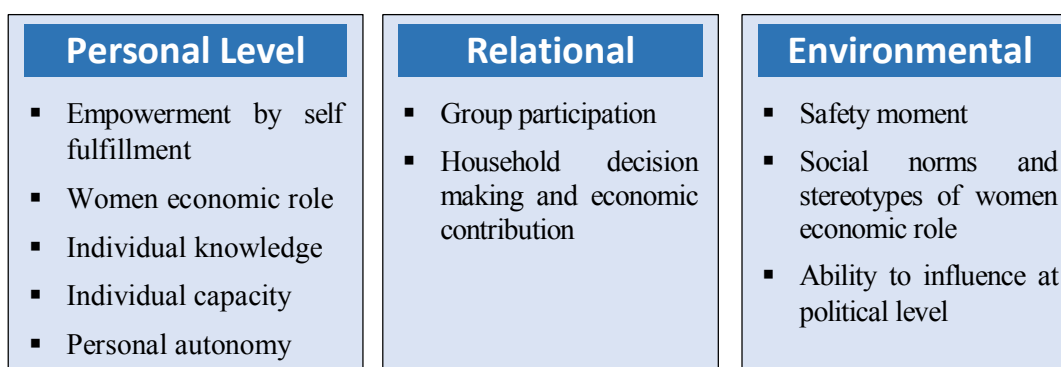 Personal Level
▪ Empowerment by self
fulfillment
▪ Women economic role
▪ Individual knowledge
▪ Individual capacity
▪ Personal autonomy
Relational
▪ Group participation
▪ Household decision
making and economic
contribution
Environmental
▪ Safety moment
▪ Social norms and
stereotypes of women
economic role
▪ Ability to influence at
political level